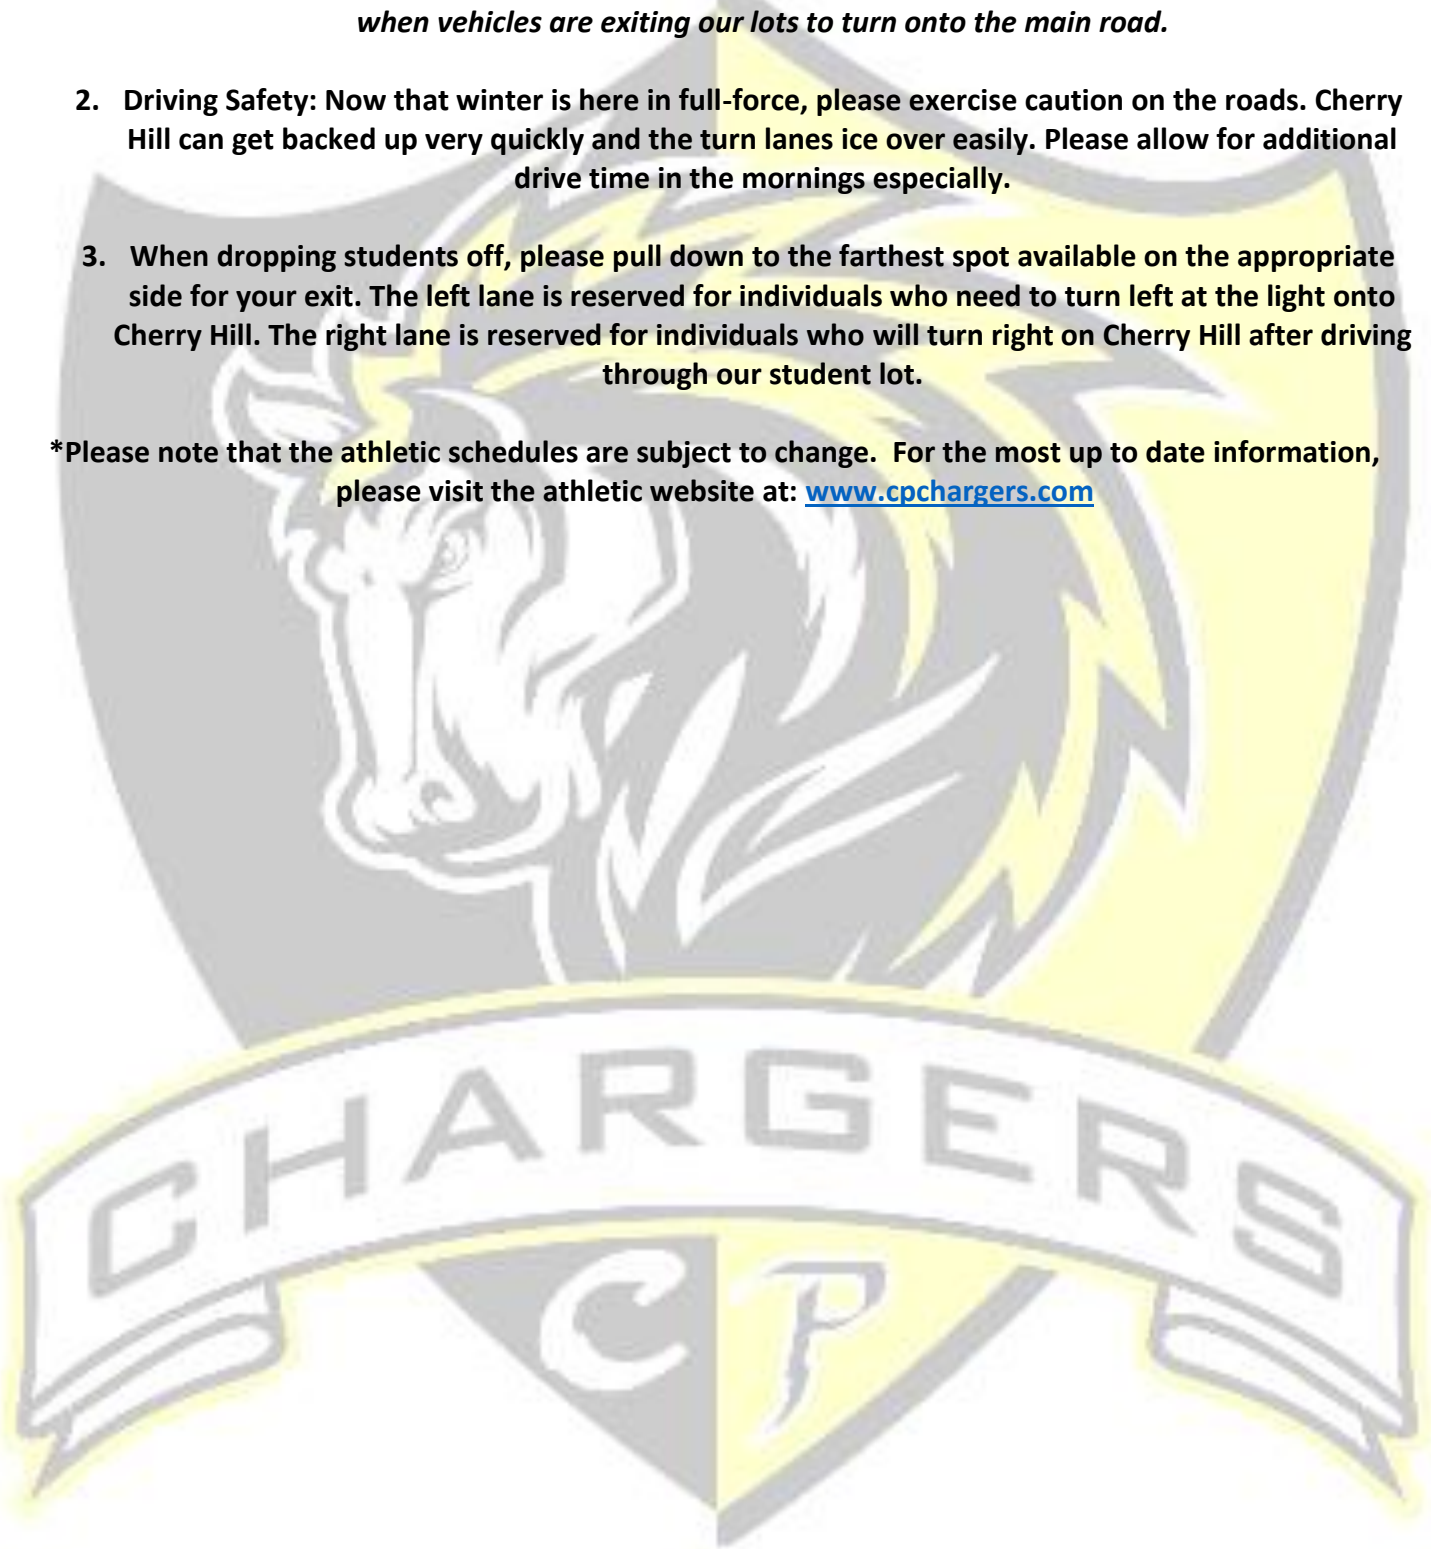 when vehicles are exiting our lots to turn onto the main road.
2. Driving Safety: Now that winter is here in full-force, please exercise caution on the roads. Cherry
Hill can get backed up very quickly and the turn lanes ice over easily. Please allow for additional
drive time in the mornings especially.
3. When dropping students off, please pull down to the farthest spot available on the appropriate
side for your exit. The left lane is reserved for individuals who need to turn left at the light onto
Cherry Hill. The right lane is reserved for individuals who will turn right on Cherry Hill after driving
through our student lot.
*Please note that the athletic schedules are subject to change.  For the most up to date information,
please visit the athletic website at: www.cpchargers.com
CHARGERS
CP